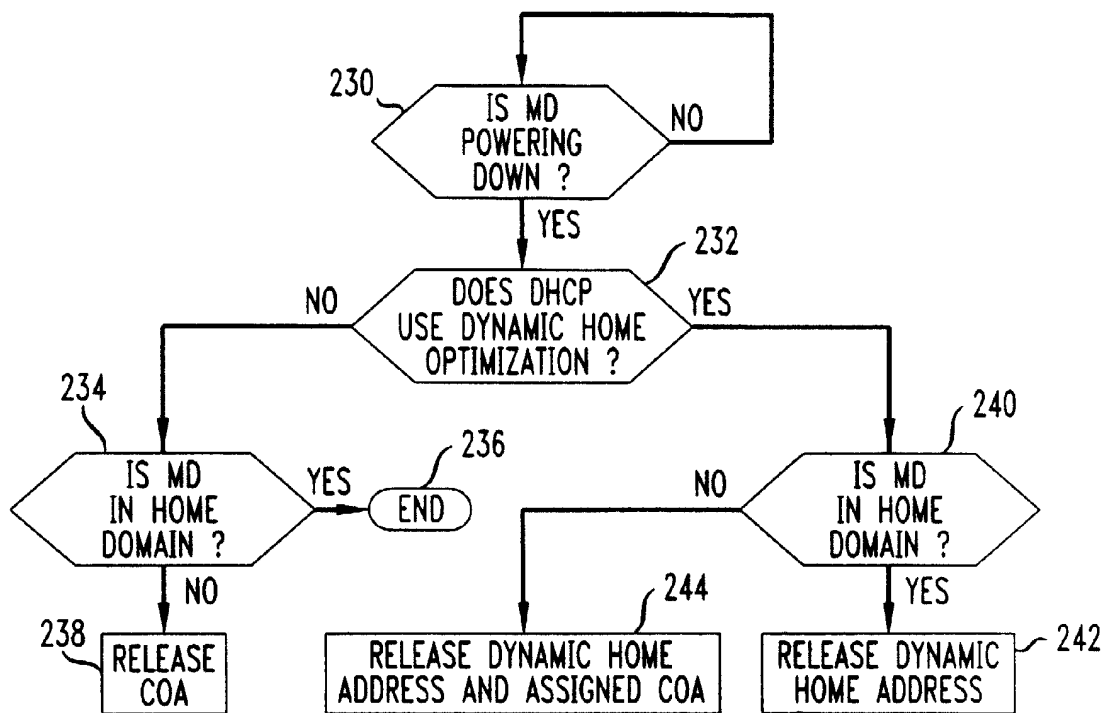 230
IS MD
POWERING
DOWN ?
NO
YES
232
DOES DHCP
USE DYNAMIC HOME
OPTIMIZATION ?
NO
YES
234
IS MD
IN HOME
DOMAIN ?
YES
236
END
NO
238
RELEASE
COA
240
IS MD
IN HOME
DOMAIN ?
NO
YES
244
RELEASE DYNAMIC HOME
ADDRESS AND ASSIGNED COA
242
RELEASE DYNAMIC
HOME ADDRESS